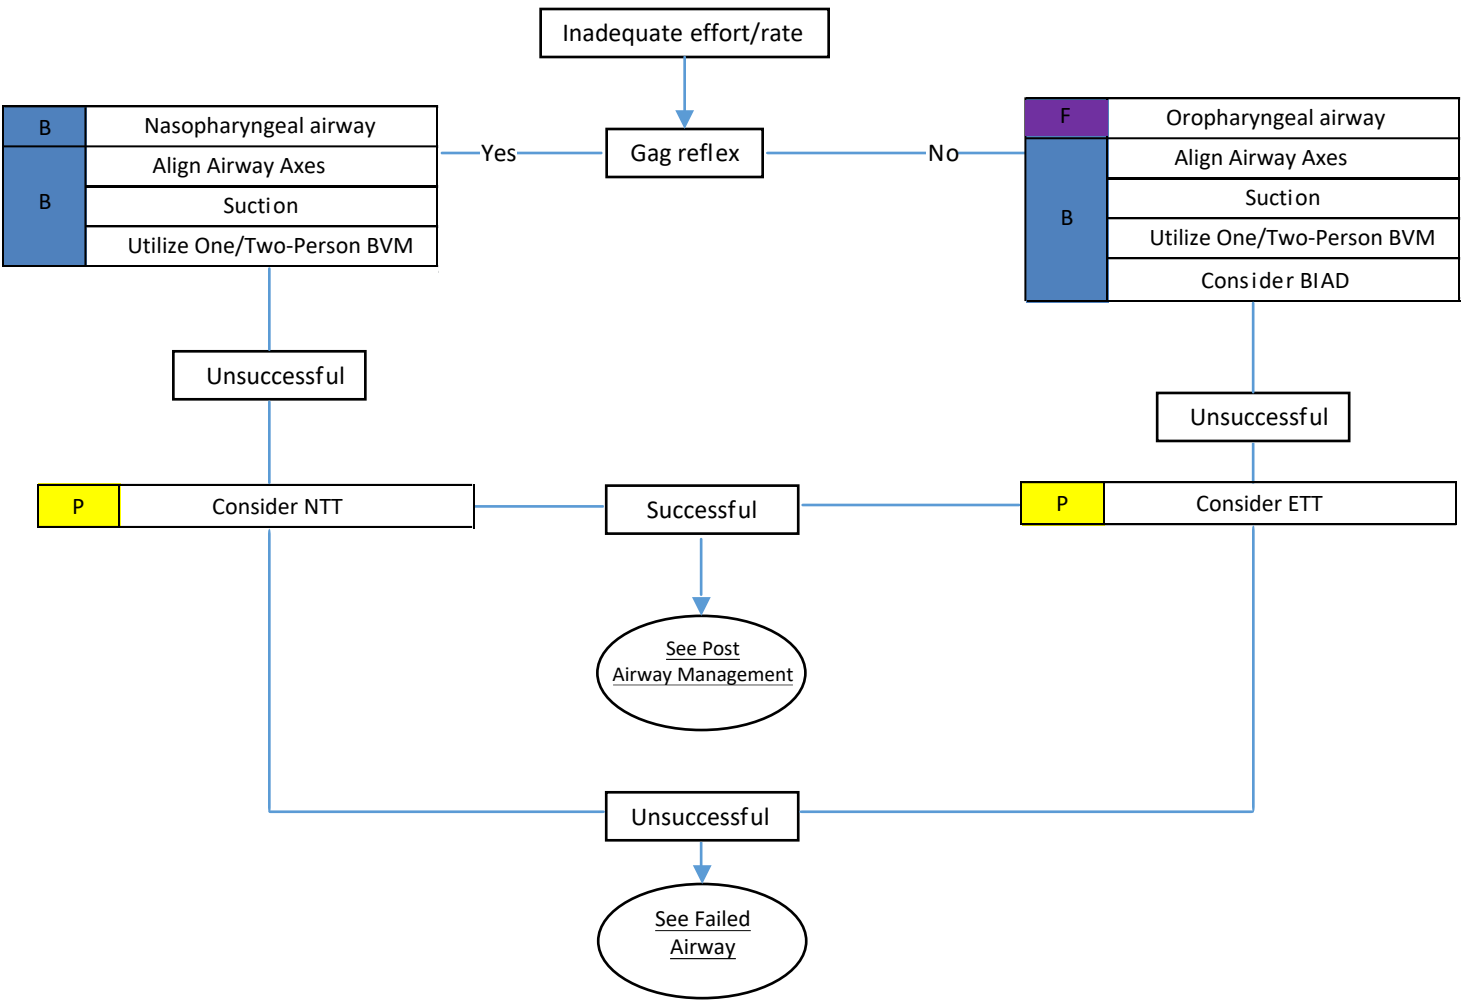 Inadequate effort/rate
Gag reflex
Yes
No
B
Nasopharyngeal airway
B
Align Airway Axes
Suction
Utilize One/Two-Person BVM
F
Oropharyngeal airway
B
Align Airway Axes
Suction
Utilize One/Two-Person BVM
Consider BIAD
Unsuccessful
Unsuccessful
P
Consider NTT
Successful
P
Consider ETT
See Post
Airway Management
Unsuccessful
See Failed
Airway